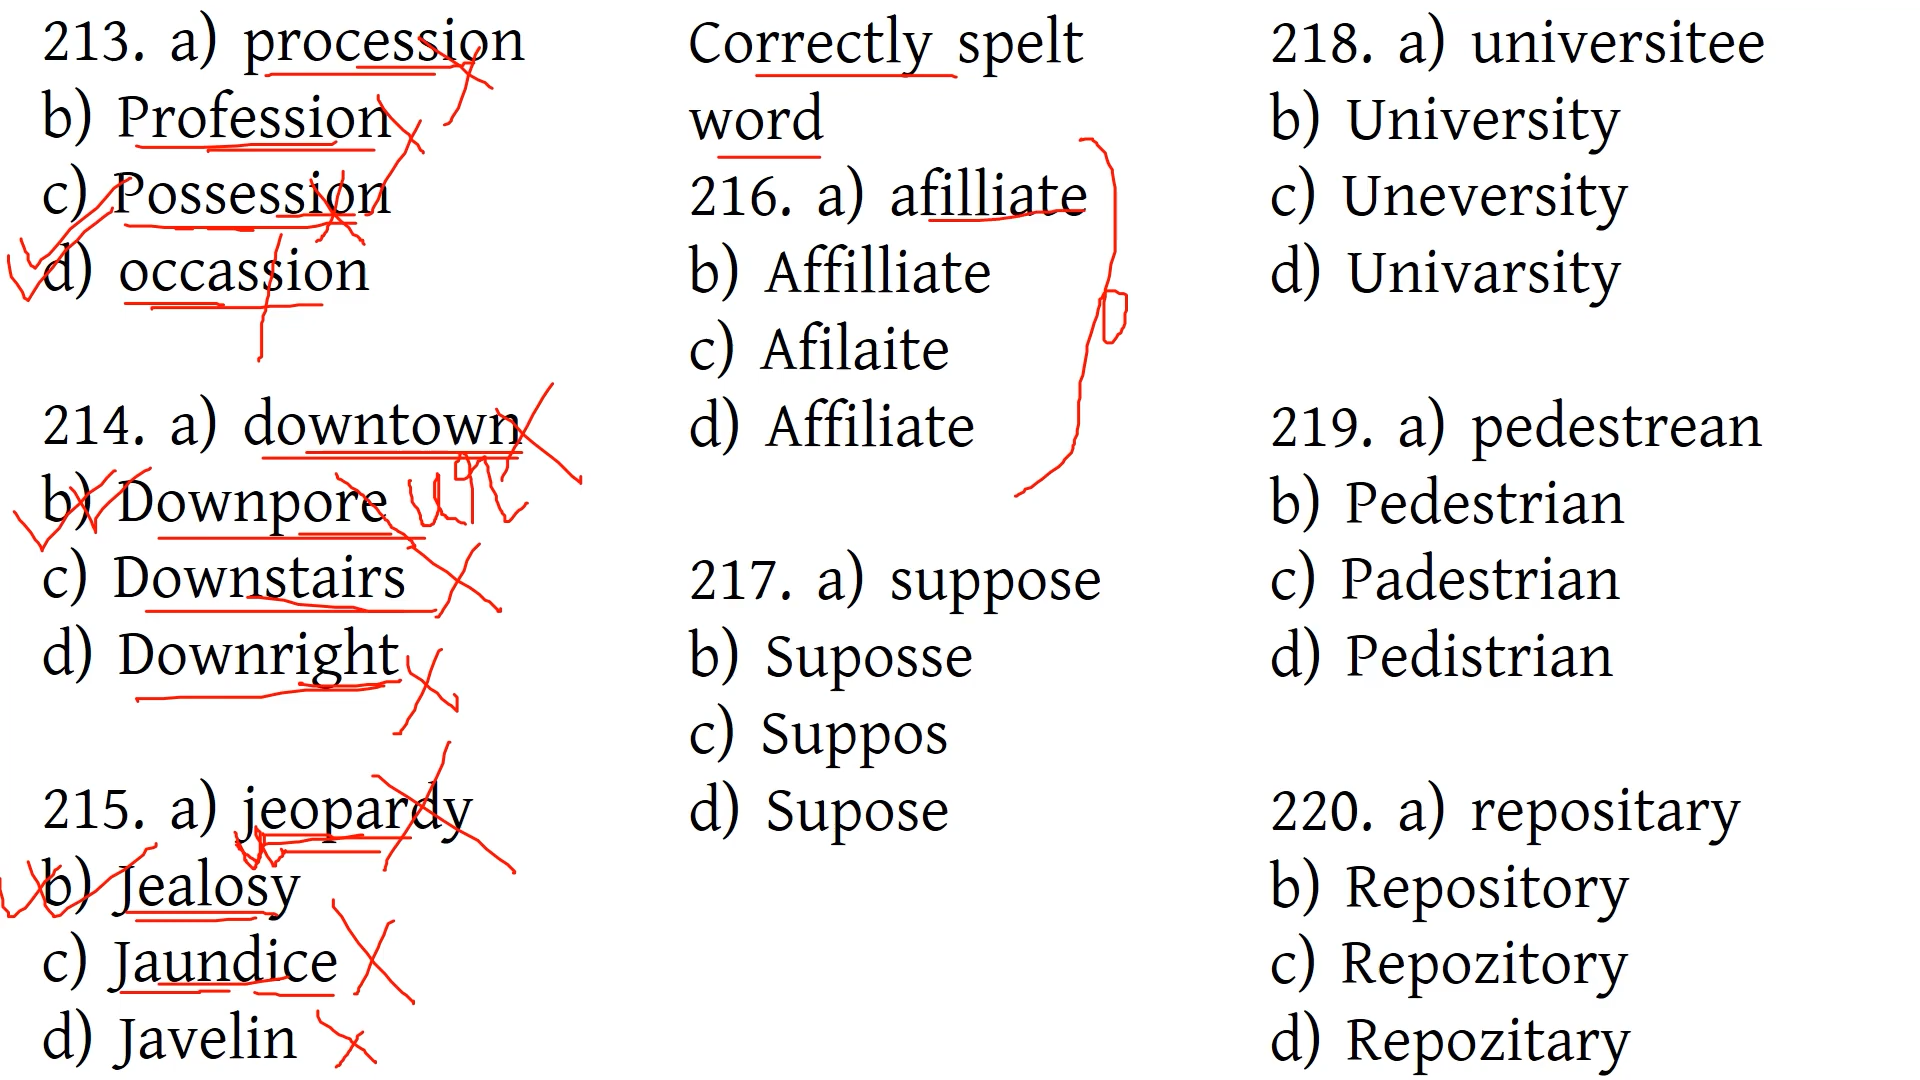 213. a) procession
b) Profession
c) Possession
d) occassion
214. a) downtown
b) Downpore
c) Downstairs
d) Downright
215. a) jeopardy
b) Jealosy
c) Jaundice
d) Javelin
Correctly spelt
word
216. a) afilliate
b) Affilliate
c) Afilaite
d) Affiliate
217. a) suppose
b) Suposse
c) Suppos
d) Supose
218. a) universitee
b) University
c) Uneversity
d) Univarsity
219. a) pedestrean
b) Pedestrian
c) Padestrian
d) Pedistrian
220. a) repositary
b) Repository
c) Repozitory
d) Repozitary